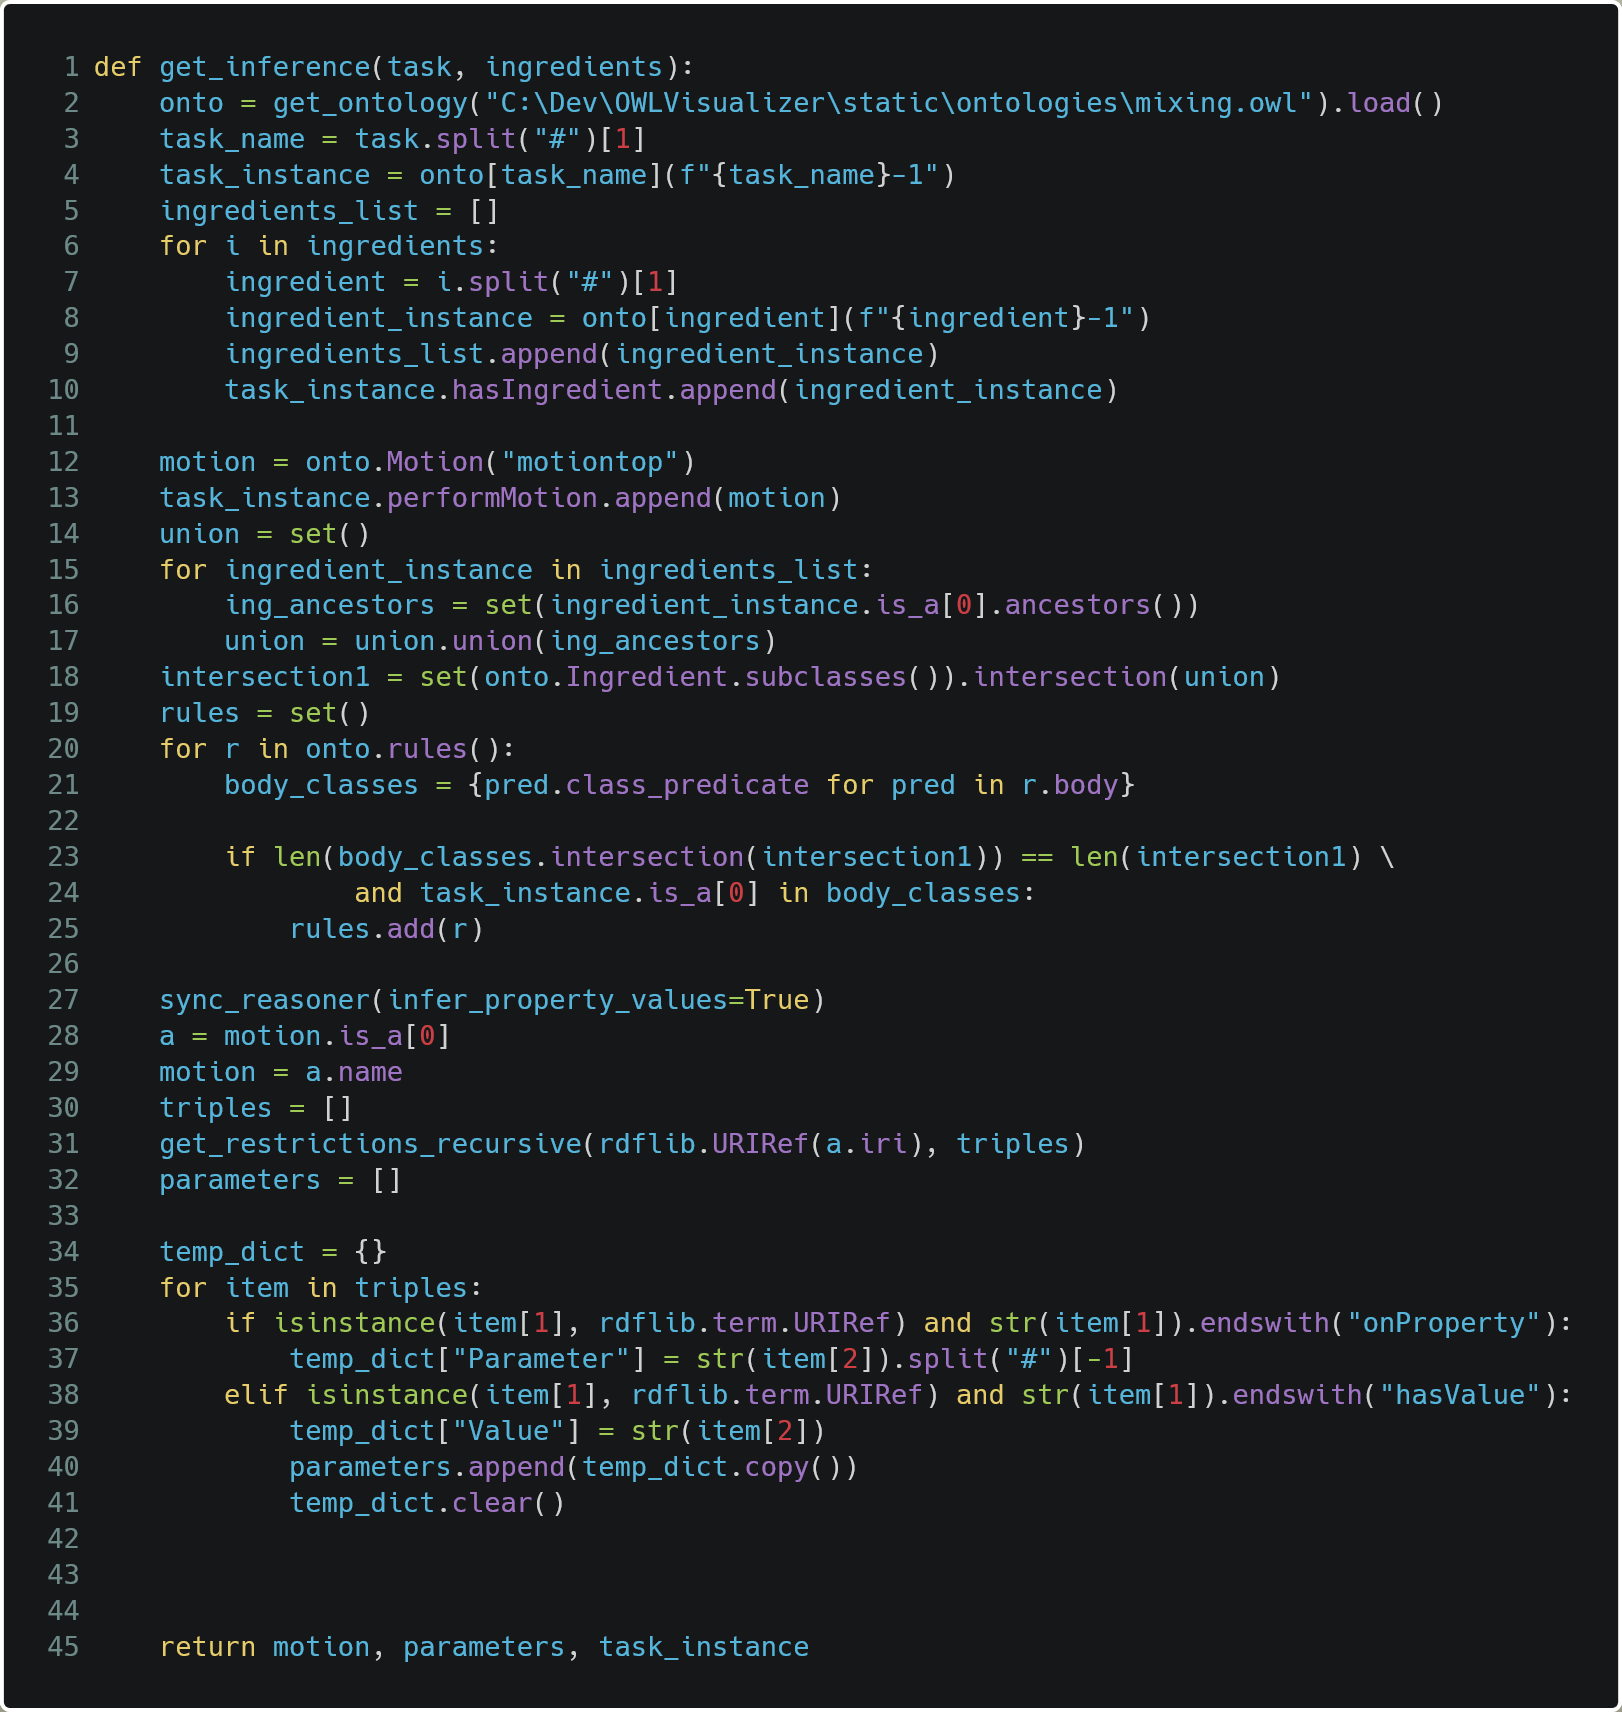 1 def get_inference(task, ingredients):
2     onto = get_ontology("C:\Dev\OWLVisualizer\static\ontologies\mixing.owl").load()
3     task_name = task.split("#")[1]
4     task_instance = onto[task_name](f"{task_name}-1")
5     ingredients_list = []
6     for i in ingredients:
7         ingredient = i.split("#")[1]
8         ingredient_instance = onto[ingredient](f"{ingredient}-1")
9         ingredients_list.append(ingredient_instance)
10         task_instance.hasIngredient.append(ingredient_instance)
11
12     motion = onto.Motion("motiontop")
13     task_instance.performMotion.append(motion)
14     union = set()
15     for ingredient_instance in ingredients_list:
16         ing_ancestors = set(ingredient_instance.is_a[0].ancestors())
17         union = union.union(ing_ancestors)
18     intersection1 = set(onto.Ingredient.subclasses()).intersection(union)
19     rules = set()
20     for r in onto.rules():
21         body_classes = {pred.class_predicate for pred in r.body}
22
23         if len(body_classes.intersection(intersection1)) == len(intersection1) \
24                 and task_instance.is_a[0] in body_classes:
25             rules.add(r)
26
27     sync_reasoner(infer_property_values=True)
28     a = motion.is_a[0]
29     motion = a.name
30     triples = []
31     get_restrictions_recursive(rdflib.URIRef(a.iri), triples)
32     parameters = []
33
34     temp_dict = {}
35     for item in triples:
36         if isinstance(item[1], rdflib.term.URIRef) and str(item[1]).endswith("onProperty"):
37             temp_dict["Parameter"] = str(item[2]).split("#")[-1]
38         elif isinstance(item[1], rdflib.term.URIRef) and str(item[1]).endswith("hasValue"):
39             temp_dict["Value"] = str(item[2])
40             parameters.append(temp_dict.copy())
41             temp_dict.clear()
42
43
44
45     return motion, parameters, task_instance